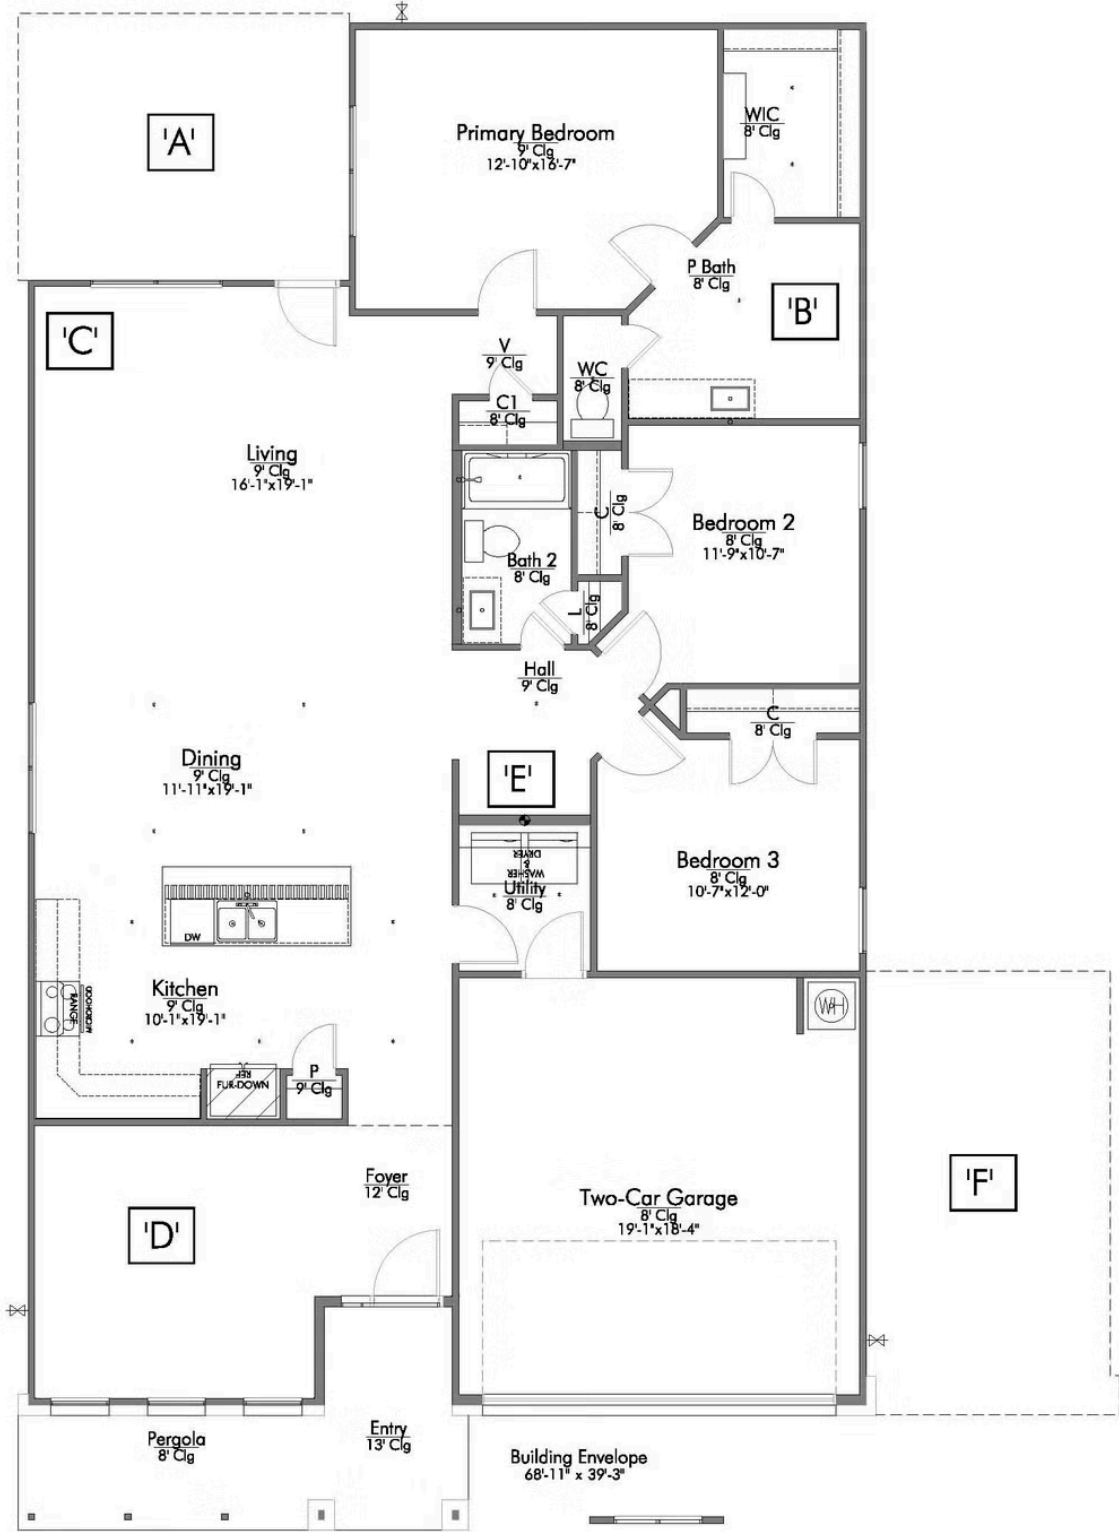 'A'
Primary Bedroom
9' Clg
12'-10"x16'-7"
WIC
8' Clg
P Bath
8' Clg
'B'
'C'
V
9' Clg
WC
8' Clg
C1
8' Clg
Living
9' Clg
16'-1"x19'-1"
C
8' Clg
Bedroom 2
8' Clg
11'-9"x10'-7"
Bath 2
8' Clg
L
8' Clg
Hall
9' Clg
C
8' Clg
Dining
9' Clg
11'-11"x19'-1"
'E'
WASHER
&
DRYER
Utility
8' Clg
Bedroom 3
8' Clg
10'-7"x12'-0"
DW
Kitchen
9' Clg
10'-1"x19'-1"
RANGE
MICROHOOD
WH
REF
FUR-DOWN
P
9' Clg
Foyer
12' Clg
'D'
Two-Car Garage
8' Clg
19'-1"x18'-4"
'F'
Pergola
8' Clg
Entry
13' Clg
Building Envelope
68'-11" x 39'-3"